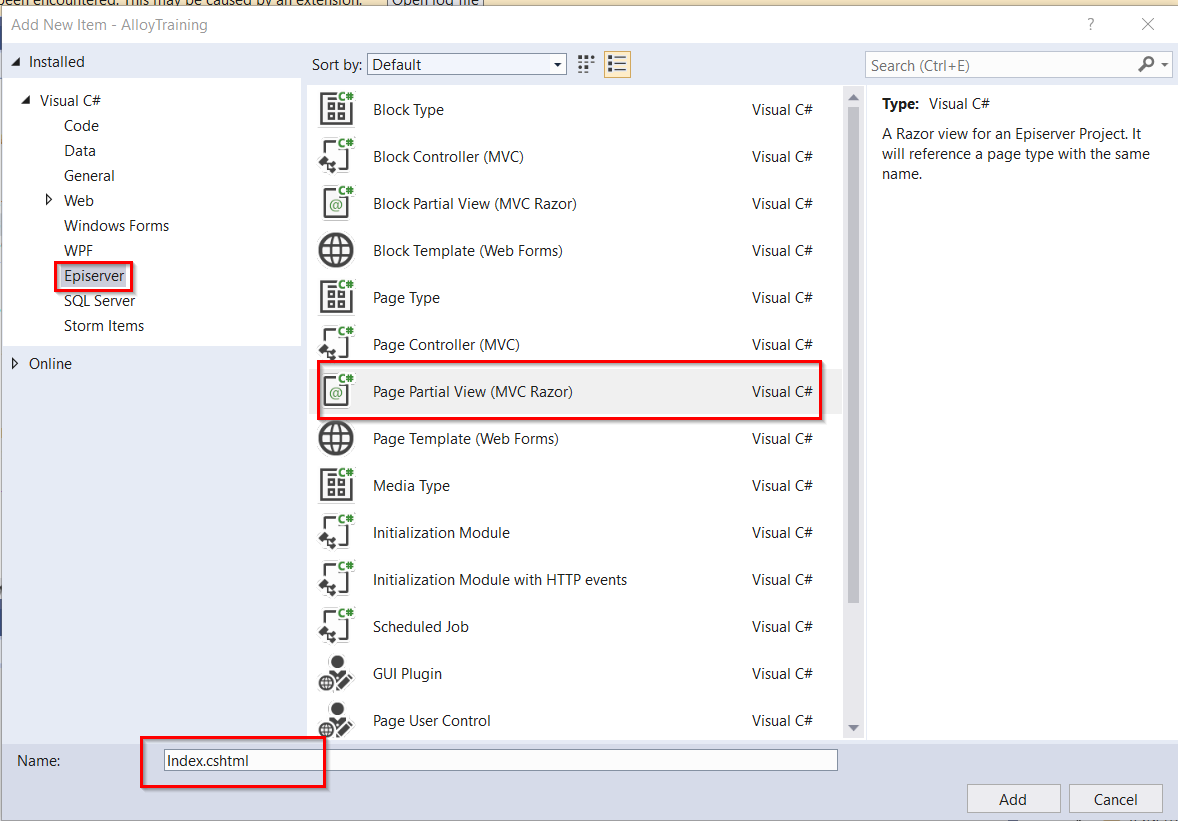 been encountered. This may be caused by an extension. Open log file
Add New Item - AlloyTraining ?
Installed
Sort by: Default
Search (Ctrl+E)
Visual C#
Code
Data
General
Web
Windows Forms
WPF
Episerver
SQL Server
Storm Items
Online
Block Type Visual C#
Block Controller (MVC) Visual C#
Block Partial View (MVC Razor) Visual C#
Block Template (Web Forms) Visual C#
Page Type Visual C#
Page Controller (MVC) Visual C#
Page Partial View (MVC Razor) Visual C#
Page Template (Web Forms) Visual C#
Media Type Visual C#
Initialization Module Visual C#
Initialization Module with HTTP events Visual C#
Scheduled Job Visual C#
GUI Plugin Visual C#
Page User Control Visual C#
Type: Visual C#
A Razor view for an Episerver Project. It
will reference a page type with the same
name.
Name: Index.cshtml
Add Cancel